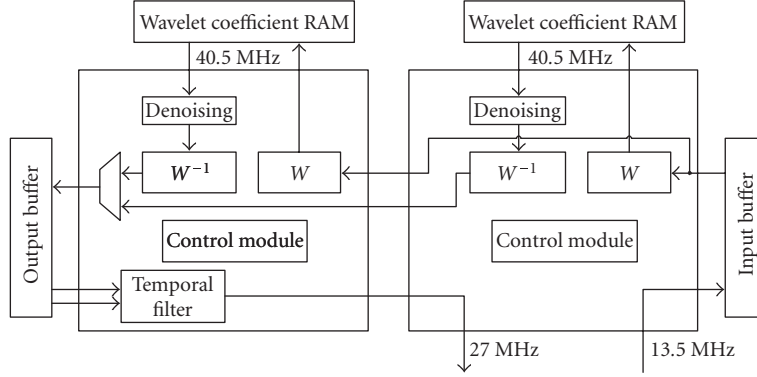 Wavelet coefficient RAM
Wavelet coefficient RAM
40.5 MHz
40.5 MHz
Denoising
Denoising
W⁻¹
W
W⁻¹
W
Output buffer
Input buffer
Control module
Control module
Temporal
filter
27 MHz
13.5 MHz